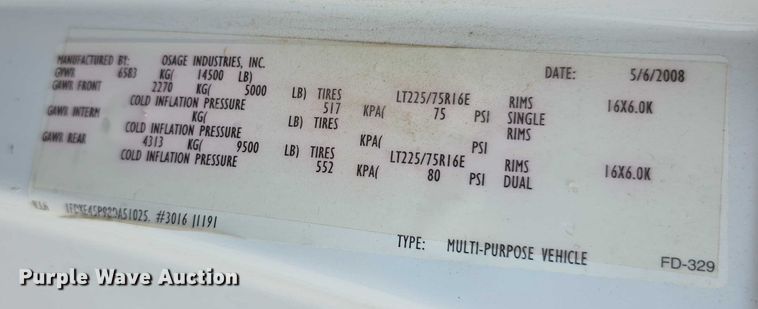 MANUFACTURED BY: OSAGE INDUSTRIES, INC. DATE: 5/6/2008
GVWR 6583 KG( 14500 LB)
GAWR FRONT 2270 KG( 5000 LB) TIRES LT225/75R16E RIMS 16X6.0K
COLD INFLATION PRESSURE 517 KPA( 75 PSI SINGLE
GAWR INTERM KG( LB) TIRES RIMS
COLD INFLATION PRESSURE KPA( PSI
GAWR REAR 4313 KG( 9500 LB) TIRES LT225/75R16E RIMS 16X6.0K
COLD INFLATION PRESSURE 552 KPA( 80 PSI DUAL
#3016 J1191
TYPE: MULTI-PURPOSE VEHICLE
FD-329
Purple Wave Auction